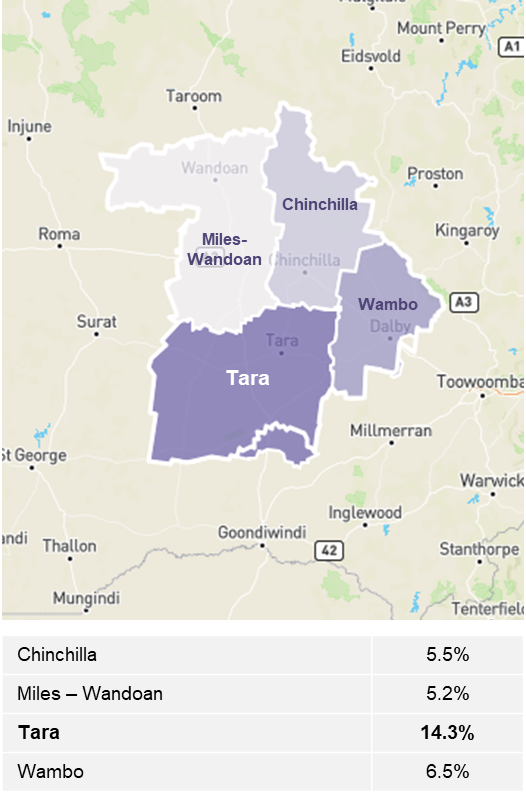 Mount Perry
A1
Eidsvold
Taroom
Injune
Wandoan
Proston
Chinchilla
Kingaroy
Roma
Miles-
Wandoan
Chinchilla
Wambo
A3
Surat
Tara
Dalby
Tara
Toowoomba
Millmerran
St George
Warwick
Inglewood
Goondiwindi
42
Thallon
Stanthorpe
Mungindi
Tenterfield
Chinchilla 5.5%
Miles – Wandoan 5.2%
Tara 14.3%
Wambo 6.5%